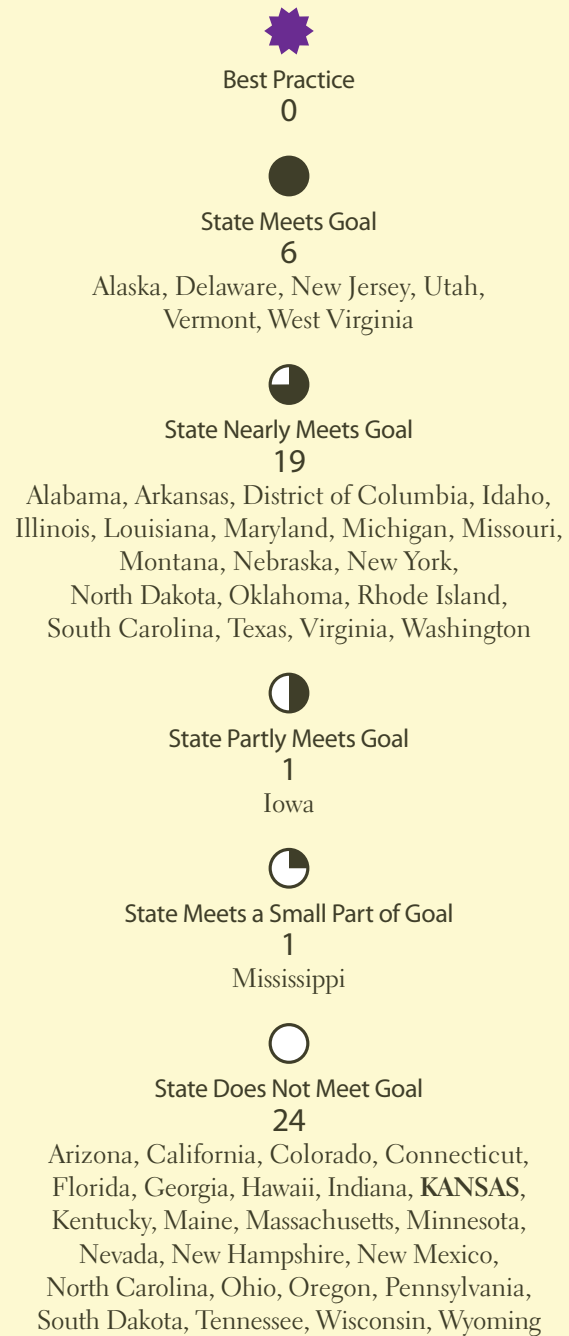 Best Practice
0
State Meets Goal
6
Alaska, Delaware, New Jersey, Utah,
Vermont, West Virginia
State Nearly Meets Goal
19
Alabama, Arkansas, District of Columbia, Idaho,
Illinois, Louisiana, Maryland, Michigan, Missouri,
Montana, Nebraska, New York,
North Dakota, Oklahoma, Rhode Island,
South Carolina, Texas, Virginia, Washington
State Partly Meets Goal
1
Iowa
State Meets a Small Part of Goal
1
Mississippi
State Does Not Meet Goal
24
Arizona, California, Colorado, Connecticut,
Florida, Georgia, Hawaii, Indiana, KANSAS,
Kentucky, Maine, Massachusetts, Minnesota,
Nevada, New Hampshire, New Mexico,
North Carolina, Ohio, Oregon, Pennsylvania,
South Dakota, Tennessee, Wisconsin, Wyoming